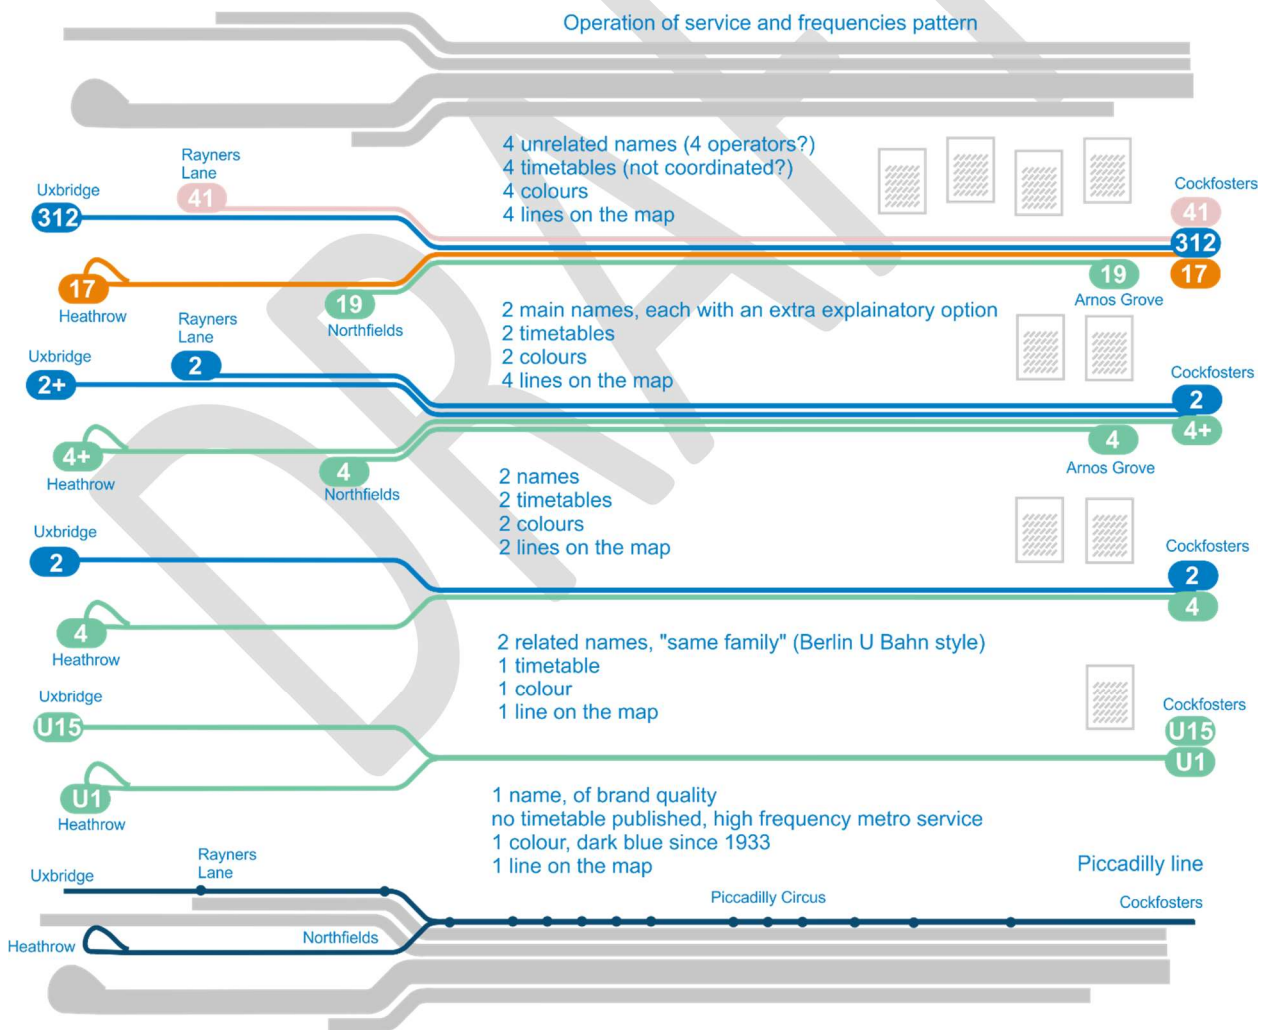 Operation of service and frequencies pattern
4 unrelated names (4 operators?)
4 timetables (not coordinated?)
4 colours
4 lines on the map
Rayners
Lane
41
Uxbridge
312
17
Heathrow
19
Northfields
Cockfosters
41
312
17
19
Arnos Grove
2 main names, each with an extra explainatory option
2 timetables
2 colours
4 lines on the map
Rayners
Lane
2
Uxbridge
2+
4+
Heathrow
4
Northfields
Cockfosters
2
4+
4
Arnos Grove
2 names
2 timetables
2 colours
2 lines on the map
Uxbridge
2
4
Heathrow
Cockfosters
2
4
2 related names, "same family" (Berlin U Bahn style)
1 timetable
1 colour
1 line on the map
Uxbridge
U15
U1
Heathrow
Cockfosters
U15
U1
1 name, of brand quality
no timetable published, high frequency metro service
1 colour, dark blue since 1933
1 line on the map
Piccadilly line
Rayners
Lane
Uxbridge
Piccadilly Circus
Cockfosters
Northfields
Heathrow
DRAFT